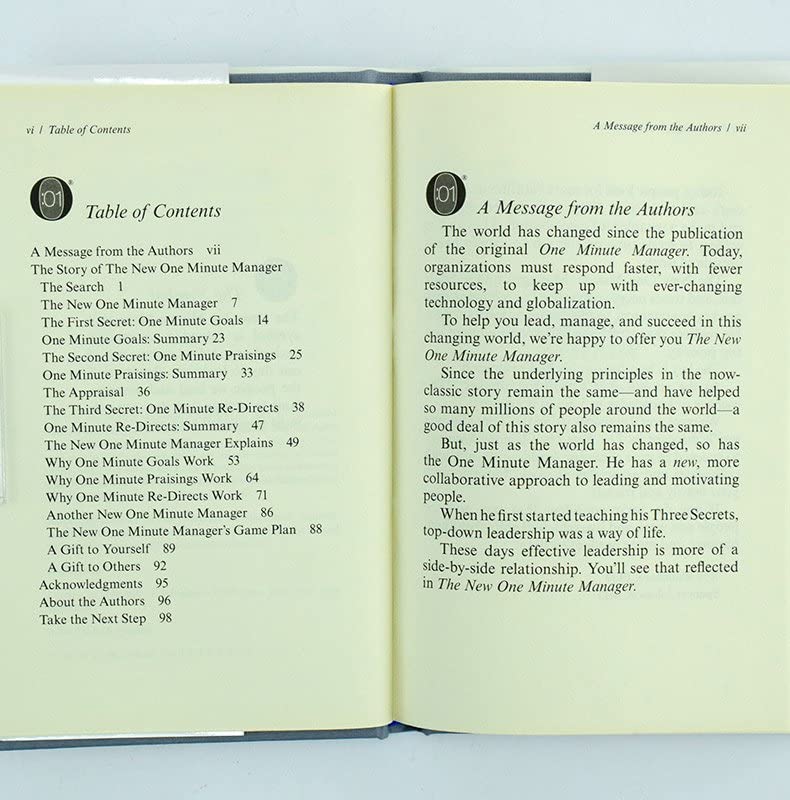 vi | Table of Contents
:01®
Table of Contents
A Message from the Authors vii
The Story of The New One Minute Manager
The Search 1
The New One Minute Manager 7
The First Secret: One Minute Goals 14
One Minute Goals: Summary 23
The Second Secret: One Minute Praisings 25
One Minute Praisings: Summary 33
The Appraisal 36
The Third Secret: One Minute Re-Directs 38
One Minute Re-Directs: Summary 47
The New One Minute Manager Explains 49
Why One Minute Goals Work 53
Why One Minute Praisings Work 64
Why One Minute Re-Directs Work 71
Another New One Minute Manager 86
The New One Minute Manager's Game Plan 88
A Gift to Yourself 89
A Gift to Others 92
Acknowledgments 95
About the Authors 96
Take the Next Step 98
A Message from the Authors | vii
:01®
A Message from the Authors
The world has changed since the publication
of the original One Minute Manager. Today,
organizations must respond faster, with fewer
resources, to keep up with ever-changing
technology and globalization.
To help you lead, manage, and succeed in this
changing world, we're happy to offer you The New
One Minute Manager.
Since the underlying principles in the now-
classic story remain the same—and have helped
so many millions of people around the world—a
good deal of this story also remains the same.
But, just as the world has changed, so has
the One Minute Manager. He has a new, more
collaborative approach to leading and motivating
people.
When he first started teaching his Three Secrets,
top-down leadership was a way of life.
These days effective leadership is more of a
side-by-side relationship. You'll see that reflected
in The New One Minute Manager.